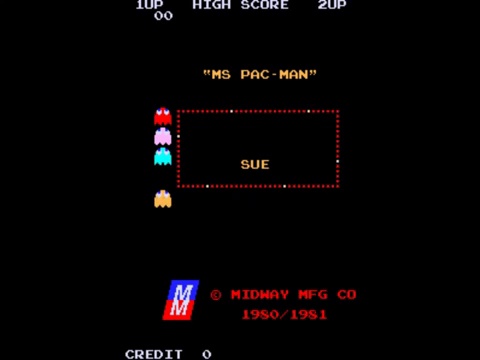 1UP HIGH SCORE 2UP
00
"MS PAC-MAN"
SUE
MM
© MIDWAY MFG CO
1980/1981
CREDIT 0